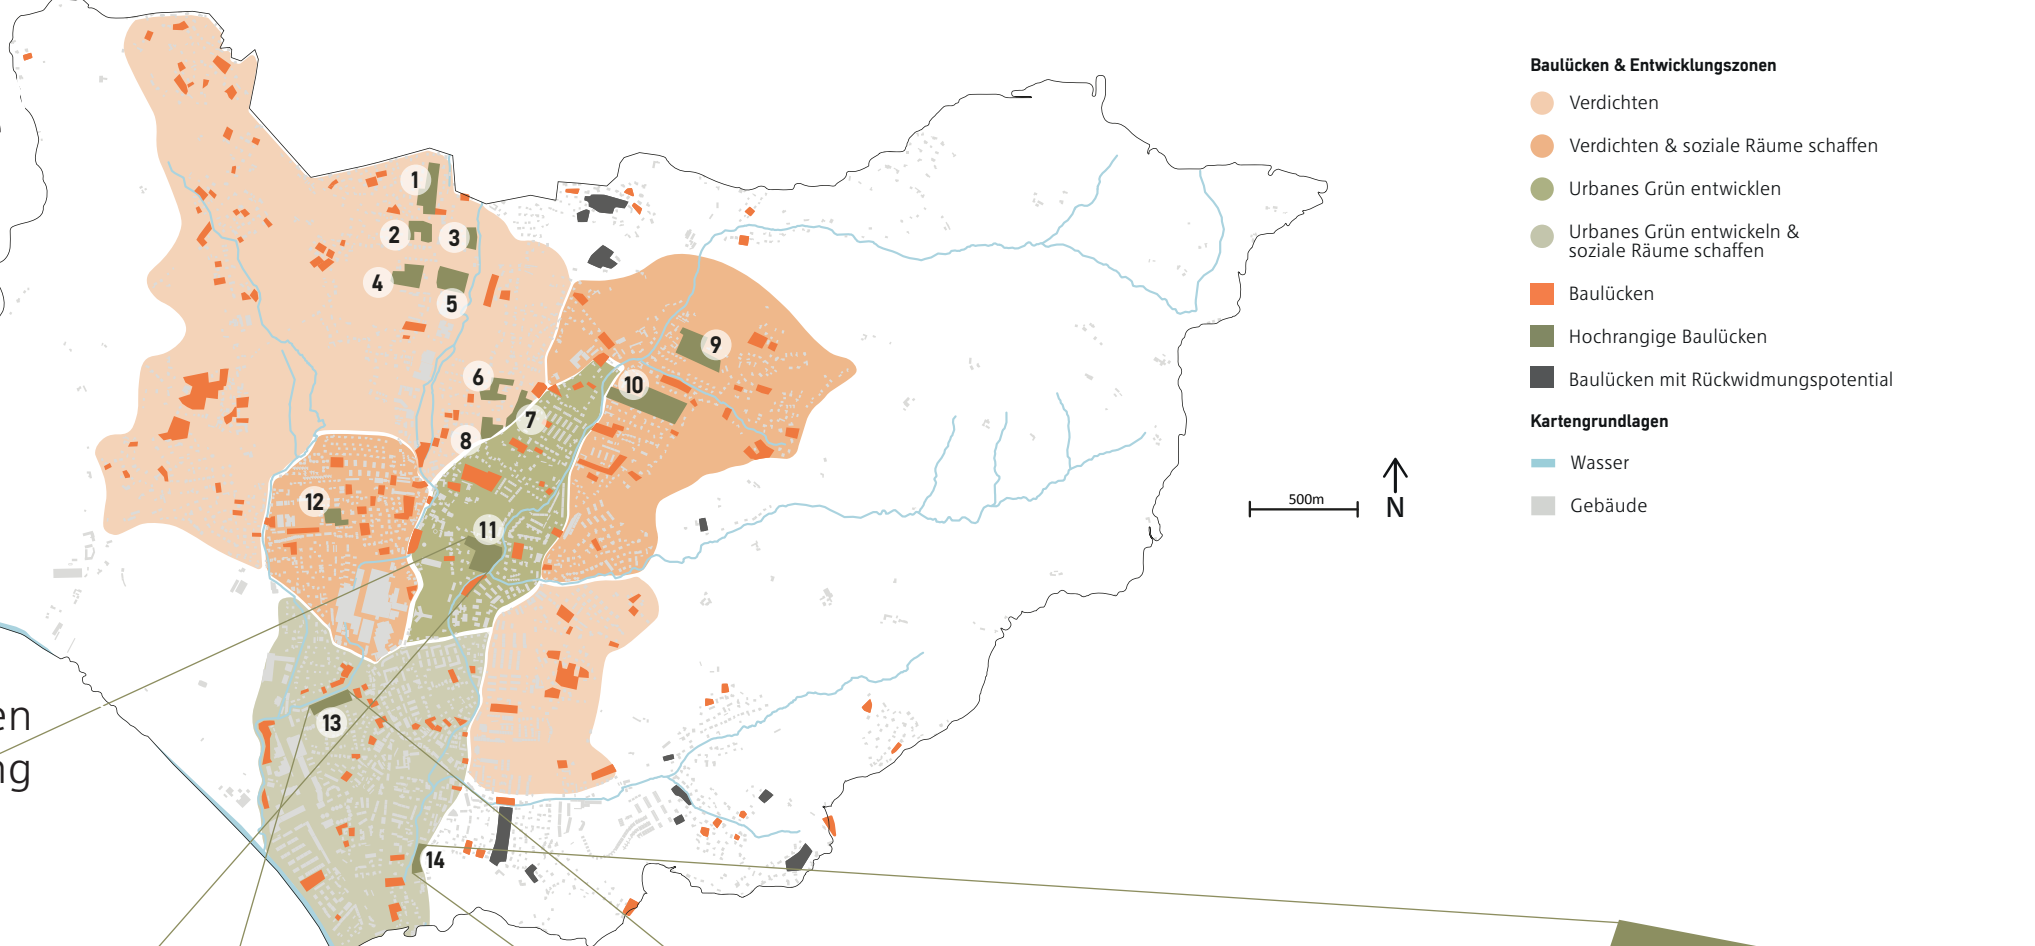 Baulücken & Entwicklungszonen
Verdichten
Verdichten & soziale Räume schaffen
Urbanes Grün entwicklen
Urbanes Grün entwickeln &
soziale Räume schaffen
Baulücken
Hochrangige Baulücken
Baulücken mit Rückwidmungspotential
Kartengrundlagen
Wasser
Gebäude
500m
N
1
2
3
4
5
6
7
8
9
10
11
12
13
14
en
ng